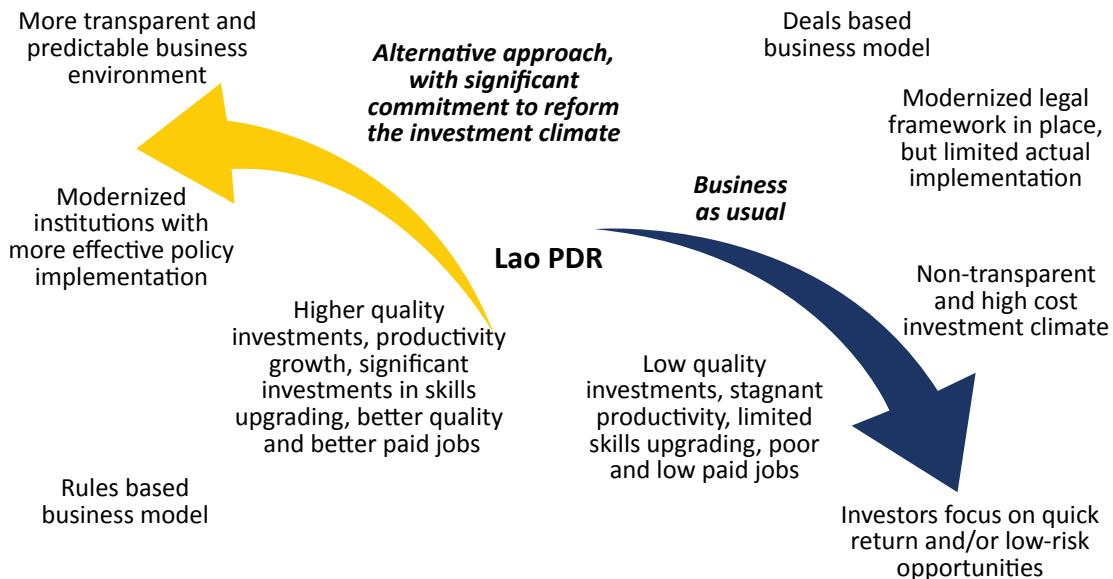 More transparent and
predictable business
environment
Alternative approach,
with significant
commitment to reform
the investment climate
Deals based
business model
Modernized legal
framework in place,
but limited actual
implementation
Business
as usual
Modernized
institutions with
more effective policy
implementation
Lao PDR
Non-transparent
and high cost
investment climate
Higher quality
investments, productivity
growth, significant
investments in skills
upgrading, better quality
and better paid jobs
Low quality
investments, stagnant
productivity, limited
skills upgrading, poor
and low paid jobs
Rules based
business model
Investors focus on quick
return and/or low-risk
opportunities